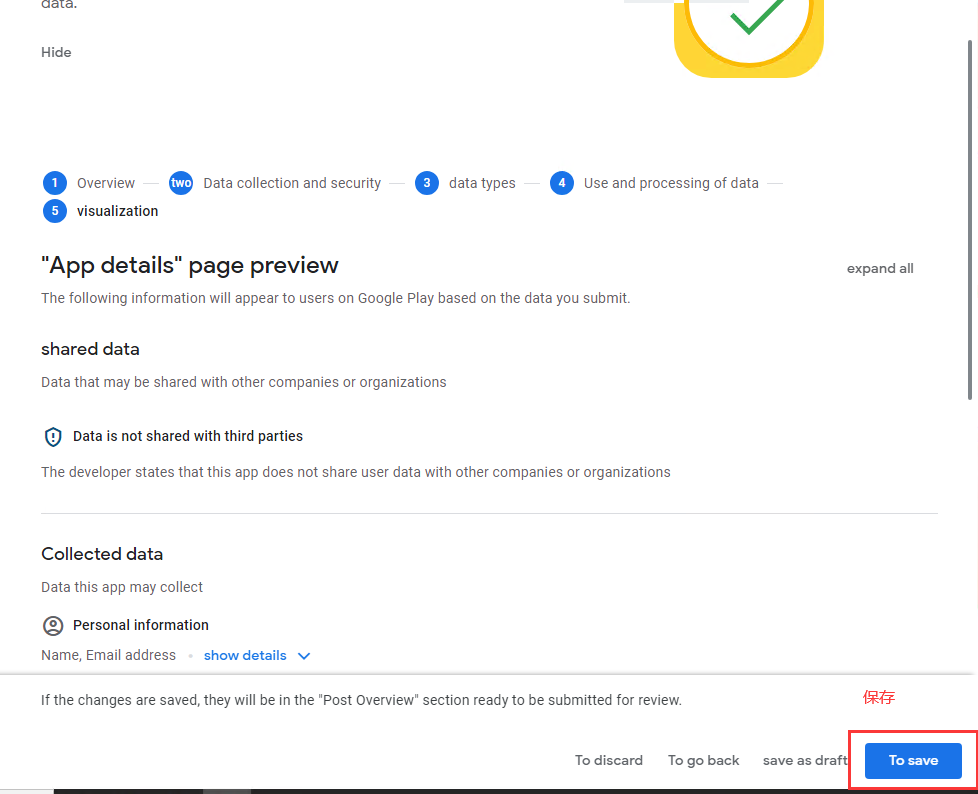 data.
Hide
1 Overview two Data collection and security 3 data types 4 Use and processing of data
5 visualization
"App details" page preview
expand all
The following information will appear to users on Google Play based on the data you submit.
shared data
Data that may be shared with other companies or organizations
Data is not shared with third parties
The developer states that this app does not share user data with other companies or organizations
Collected data
Data this app may collect
Personal information
Name, Email address • show details
If the changes are saved, they will be in the "Post Overview" section ready to be submitted for review.
保存
To discard To go back save as draft To save